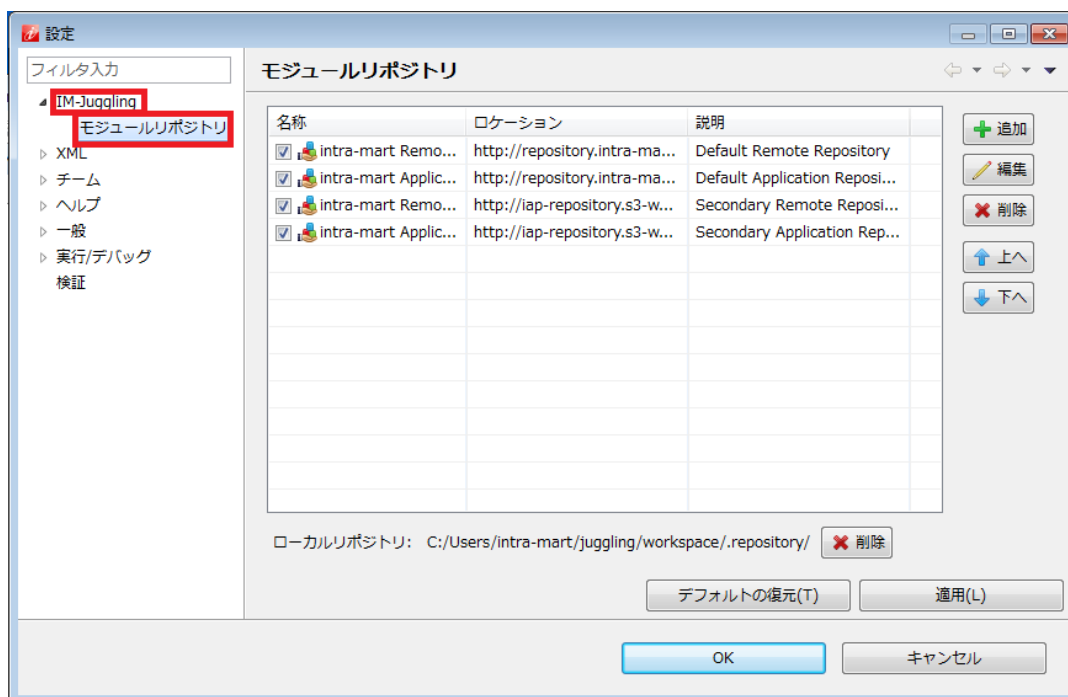 設定
フィルタ入力
IM-Juggling
モジュールリポジトリ
XML
チーム
ヘルプ
一般
実行/デバッグ
検証
モジュールリポジトリ
名称 ロケーション 説明
intra-mart Remo... http://repository.intra-ma... Default Remote Repository
intra-mart Applic... http://repository.intra-ma... Default Application Reposi...
intra-mart Remo... http://iap-repository.s3-w... Secondary Remote Reposi...
intra-mart Applic... http://iap-repository.s3-w... Secondary Application Rep...
追加
編集
削除
上へ
下へ
ローカルリポジトリ: C:/Users/intra-mart/juggling/workspace/.repository/ 削除
デフォルトの復元(T) 適用(L)
OK キャンセル